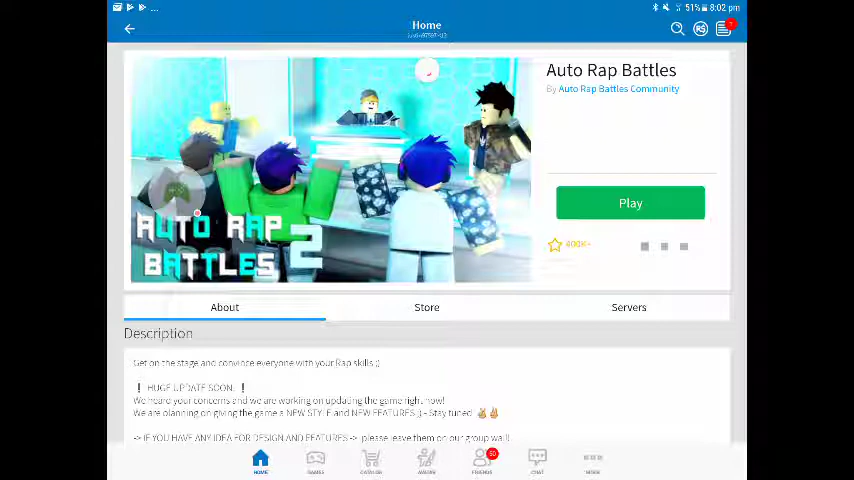 51% 8:02 pm
Home
Auto Rap Battles
By Auto Rap Battles Community
AUTO RAP
BATTLES 2
Play
400K+
About
Store
Servers
Description
Get on the stage and convince everyone with your Rap skills ;)
❗ HUGE UPDATE SOON. ❗
We heard your concerns and we are working on updating the game right now!
We are planning on giving the game a NEW STYLE and NEW FEATURES ;) - Stay tuned ✌✌
-> IF YOU HAVE ANY IDEA FOR DESIGN AND FEATURES -> please leave them on our group wall!
50
HOME
GAMES
CATALOG
AVATAR
FRIENDS
CHAT
MORE